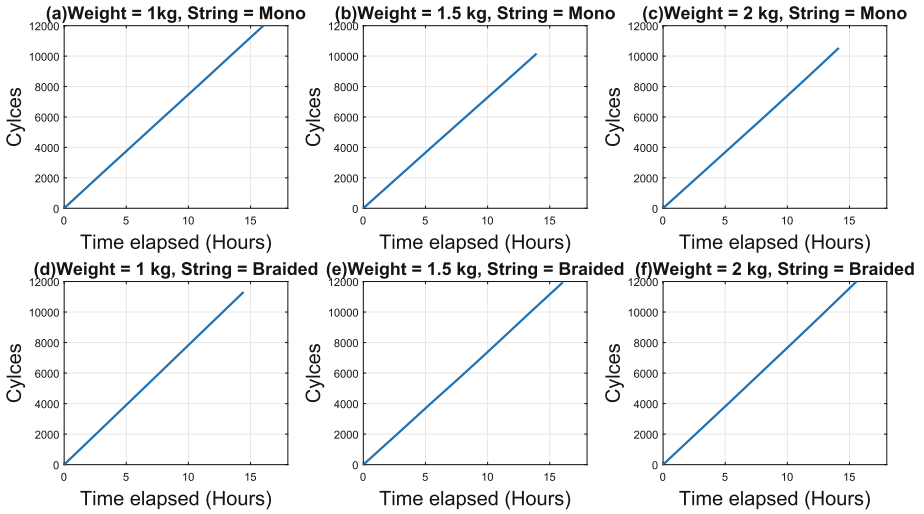 (a)Weight = 1kg, String = Mono
(b)Weight = 1.5 kg, String = Mono
(c)Weight = 2 kg, String = Mono
12000
10000
8000
6000
4000
2000
0
Cylces
0 5 10 15
Time elapsed (Hours)
12000
10000
8000
6000
4000
2000
0
Cylces
0 5 10 15
Time elapsed (Hours)
12000
10000
8000
6000
4000
2000
0
Cylces
0 5 10 15
Time elapsed (Hours)
(d)Weight = 1 kg, String = Braided
(e)Weight = 1.5 kg, String = Braided
(f)Weight = 2 kg, String = Braided
12000
10000
8000
6000
4000
2000
0
Cylces
0 5 10 15
Time elapsed (Hours)
12000
10000
8000
6000
4000
2000
0
Cylces
0 5 10 15
Time elapsed (Hours)
12000
10000
8000
6000
4000
2000
0
Cylces
0 5 10 15
Time elapsed (Hours)